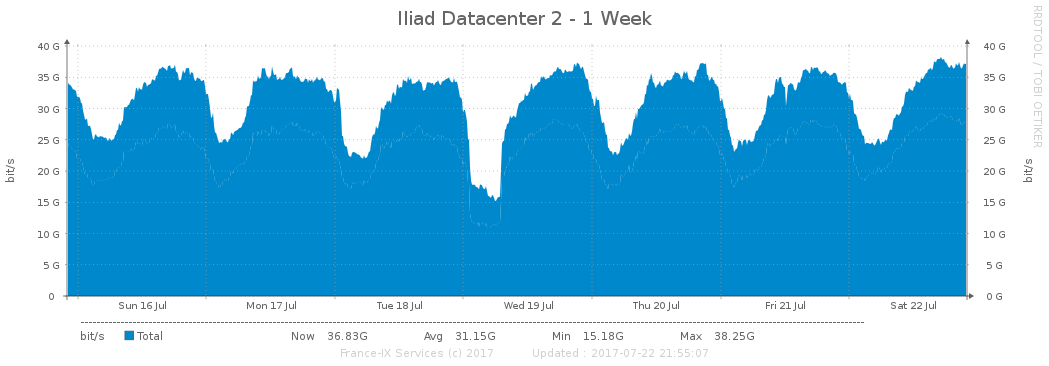 Iliad Datacenter 2 - 1 Week
RRDTOOL / TOBI OETIKER
40 G 40 G
35 G 35 G
30 G 30 G
25 G 25 G
20 G 20 G
15 G 15 G
10 G 10 G
5 G 5 G
0 0 G
bit/s bit/s
Sun 16 Jul Mon 17 Jul Tue 18 Jul Wed 19 Jul Thu 20 Jul Fri 21 Jul Sat 22 Jul
bit/s Total Now 36.83G Avg 31.15G Min 15.18G Max 38.25G
France-IX Services (c) 2017 Updated : 2017-07-22 21:55:07